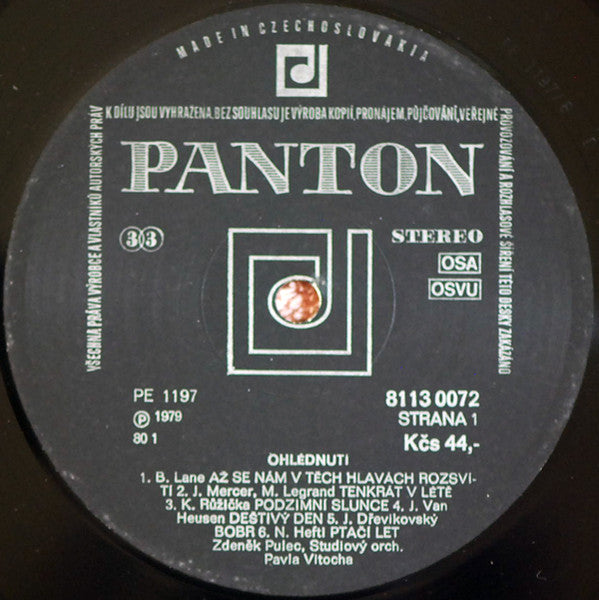 MADE IN CZECHOSLOVAKIA
VŠECHNA PRÁVA VÝROBCE A VLASTNÍKŮ AUTORSKÝCH PRÁV
K DÍLU JSOU VYHRAZENA. BEZ SOUHLASU JE VÝROBA KOPIÍ, PRONÁJEM, PŮJČOVÁNÍ, VEŘEJNÉ
PROVOZOVÁNÍ A ROZHLASOVÉ ŠÍŘENÍ TÉTO DESKY ZAKÁZÁNO
PANTON
33
STEREO
OSA
OSVU
PE 1197
Ⓟ 1979
80 1
8113 0072
STRANA 1
Kčs 44,-
OHLÉDNUTÍ
1. B. Lane AŽ SE NÁM V TĚCH HLAVÁCH ROZSVÍ-
TÍ 2. J. Mercer, M. Legrand TENKRÁT V LÉTĚ
3. K. Růžička PODZIMNÍ SLUNCE 4. J. Van
Heusen DEŠTIVÝ DEN 5. J. Dřevikovský
BOBR 6. N. Hefti PTAČÍ LET
Zdeněk Pulec, Studiový orch.
Pavla Vitocha